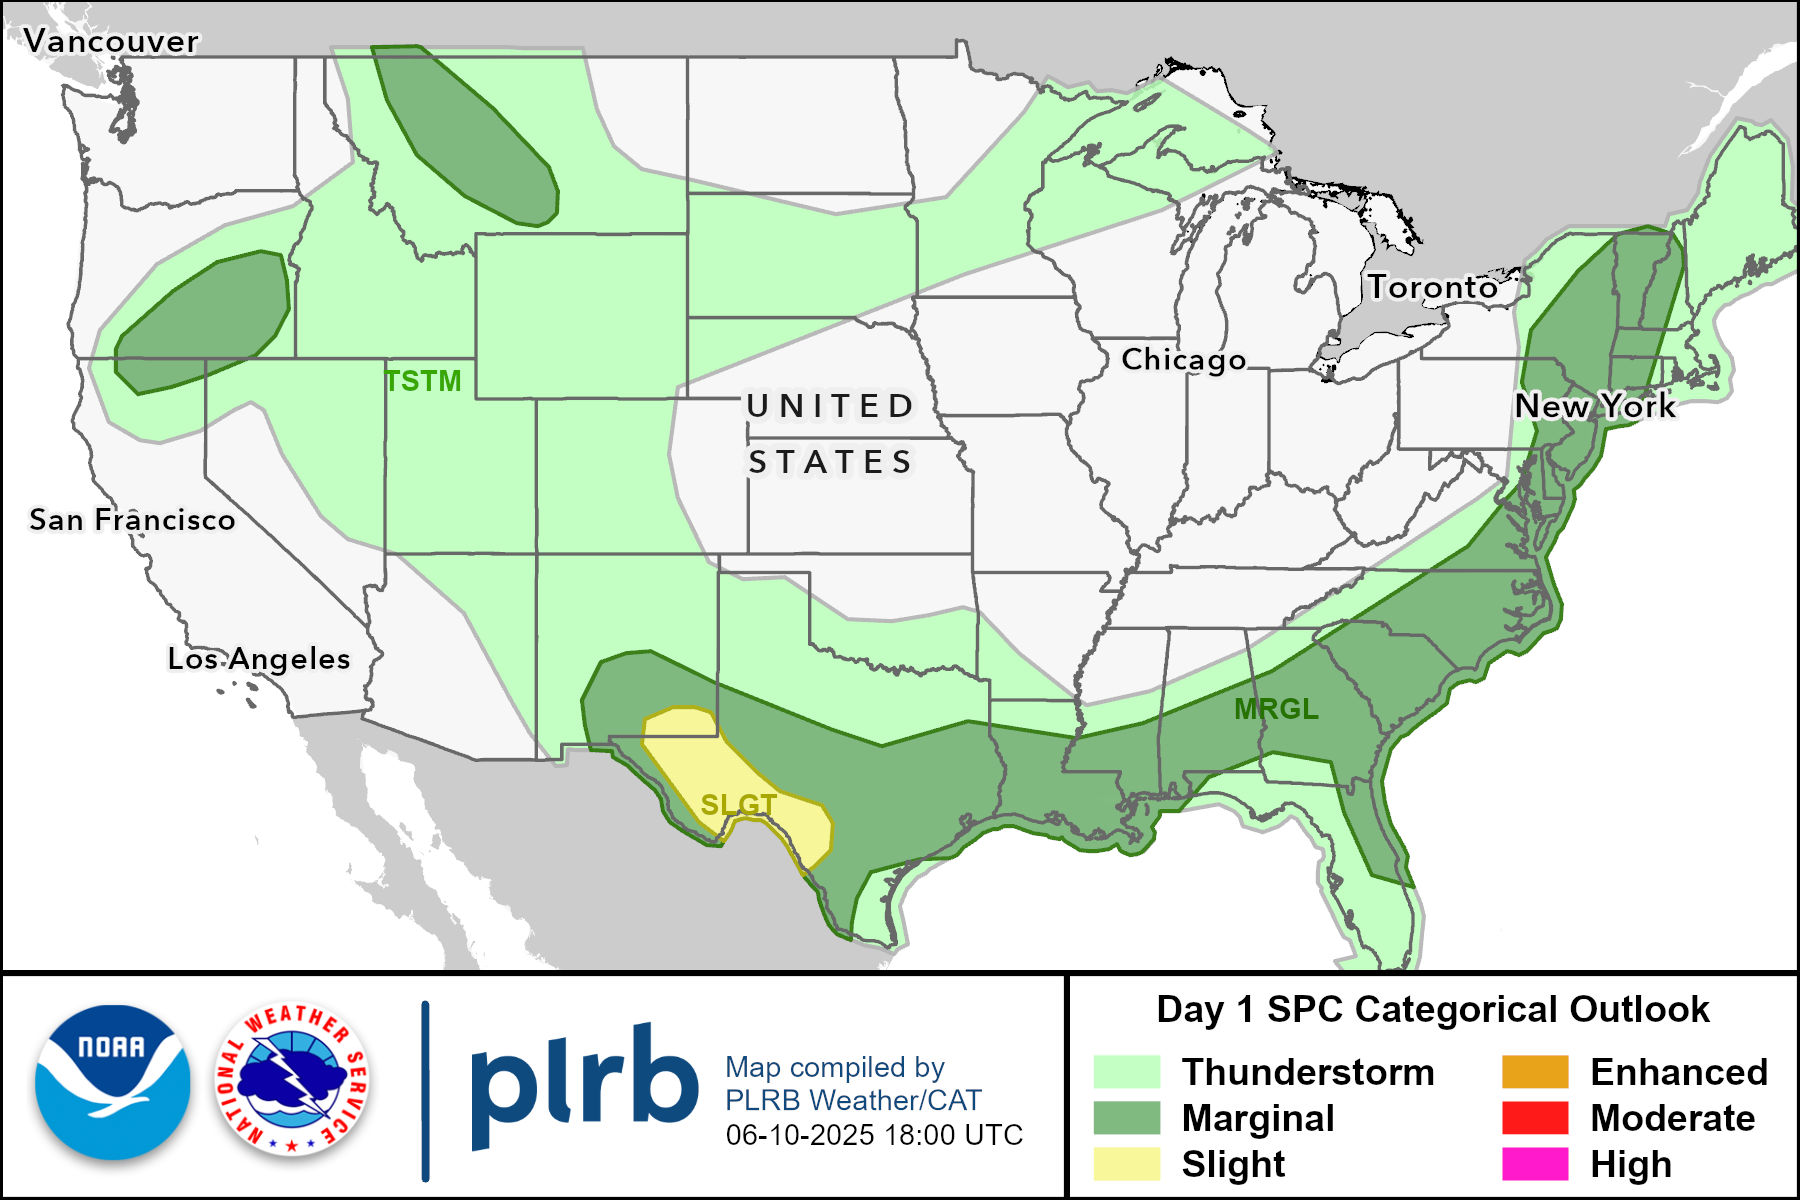 Vancouver
Toronto
Chicago
TSTM
UNITED
New York
STATES
San Francisco
Los Angeles
MRGL
SLGT
NOAA
NATIONAL WEATHER SERVICE
plrb
Map compiled by
PLRB Weather/CAT
06-10-2025 18:00 UTC
Day 1 SPC Categorical Outlook
Thunderstorm
Marginal
Slight
Enhanced
Moderate
High